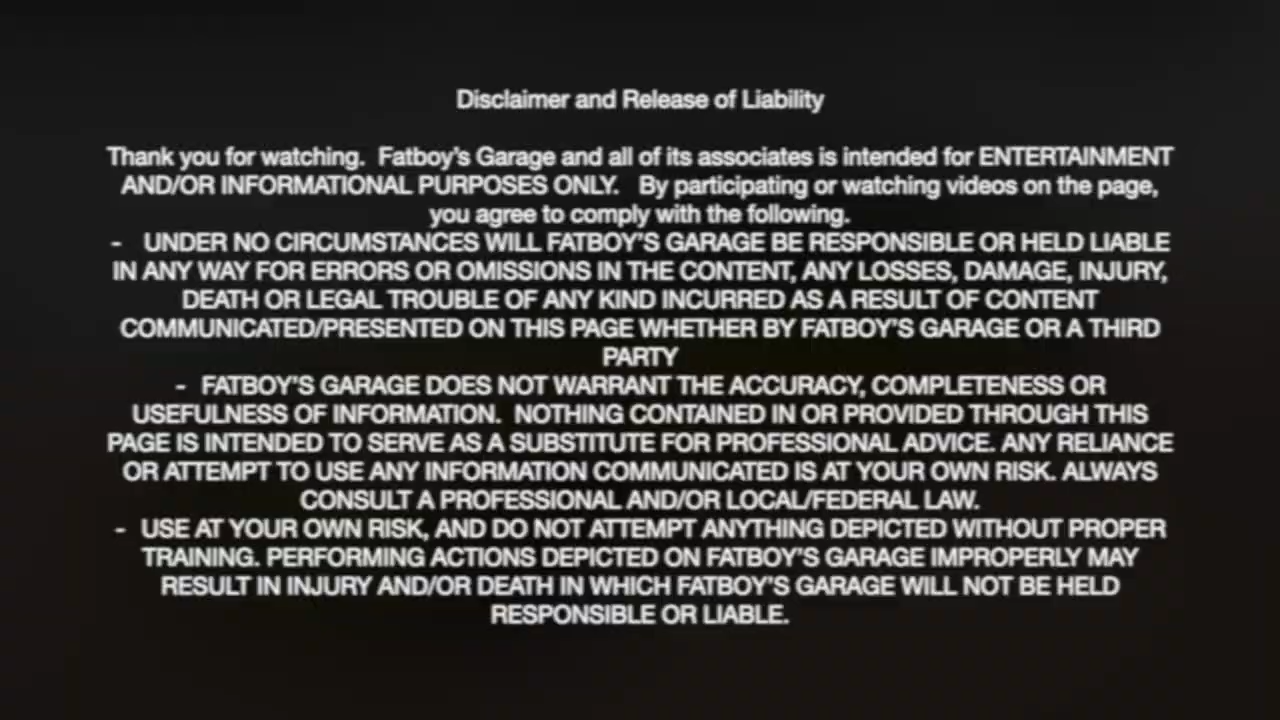 Disclaimer and Release of Liability
Thank you for watching.  Fatboy's Garage and all of its associates is intended for ENTERTAINMENT
AND/OR INFORMATIONAL PURPOSES ONLY.   By participating or watching videos on the page,
you agree to comply with the following.
-   UNDER NO CIRCUMSTANCES WILL FATBOY'S GARAGE BE RESPONSIBLE OR HELD LIABLE
IN ANY WAY FOR ERRORS OR OMISSIONS IN THE CONTENT, ANY LOSSES, DAMAGE, INJURY,
DEATH OR LEGAL TROUBLE OF ANY KIND INCURRED AS A RESULT OF CONTENT
COMMUNICATED/PRESENTED ON THIS PAGE WHETHER BY FATBOY'S GARAGE OR A THIRD
PARTY
-  FATBOY'S GARAGE DOES NOT WARRANT THE ACCURACY, COMPLETENESS OR
USEFULNESS OF INFORMATION.  NOTHING CONTAINED IN OR PROVIDED THROUGH THIS
PAGE IS INTENDED TO SERVE AS A SUBSTITUTE FOR PROFESSIONAL ADVICE. ANY RELIANCE
OR ATTEMPT TO USE ANY INFORMATION COMMUNICATED IS AT YOUR OWN RISK. ALWAYS
CONSULT A PROFESSIONAL AND/OR LOCAL/FEDERAL LAW.
-  USE AT YOUR OWN RISK, AND DO NOT ATTEMPT ANYTHING DEPICTED WITHOUT PROPER
TRAINING. PERFORMING ACTIONS DEPICTED ON FATBOY'S GARAGE IMPROPERLY MAY
RESULT IN INJURY AND/OR DEATH IN WHICH FATBOY'S GARAGE WILL NOT BE HELD
RESPONSIBLE OR LIABLE.